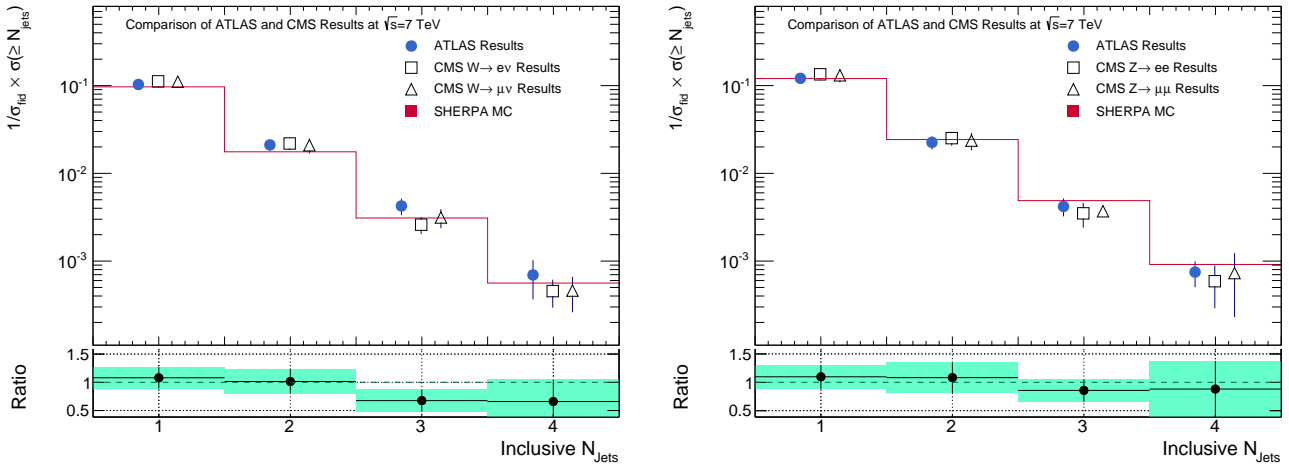 Comparison of ATLAS and CMS Results at √s=7 TeV
ATLAS Results
CMS W→ eν Results
CMS W→ μν Results
SHERPA MC
1/σfid × σ(≥ Njets)
10⁻¹
10⁻²
10⁻³
Ratio
1.5
1
0.5
1 2 3 4
Inclusive NJets
Comparison of ATLAS and CMS Results at √s=7 TeV
ATLAS Results
CMS Z→ ee Results
CMS Z→ μμ Results
SHERPA MC
1/σfid × σ(≥ Njets)
10⁻¹
10⁻²
10⁻³
Ratio
1.5
1
0.5
1 2 3 4
Inclusive NJets